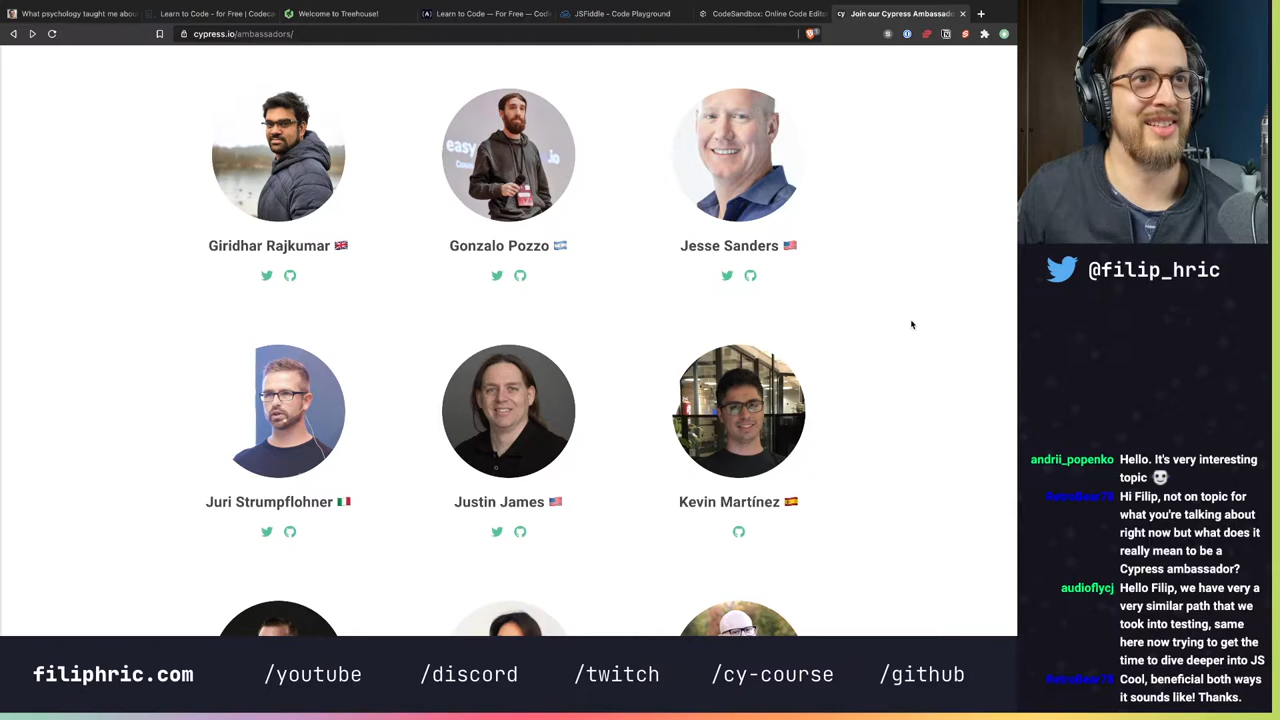 What psychology taught me abou
Learn to Code - for Free | Codeca
Welcome to Treehouse!
Learn to Code — For Free — Codi
JSFiddle - Code Playground
CodeSandbox: Online Code Edito
cy Join our Cypress Ambassado
cypress.io/ambassadors/
easy
.io
Giridhar Rajkumar
Gonzalo Pozzo
Jesse Sanders
Juri Strumpflohner
Justin James
Kevin Martínez
@filip_hric
andrii_popenko Hello. It's very interesting
topic
RetroBear78 Hi Filip, not on topic for
what you're talking about
right now but what does it
really mean to be a
Cypress ambassador?
audioflycj Hello Filip, we have very a
very similar path that we
took into testing, same
here now trying to get the
time to dive deeper into JS
RetroBear78 Cool, beneficial both ways
it sounds like! Thanks.
filiphric.com /youtube /discord /twitch /cy-course /github